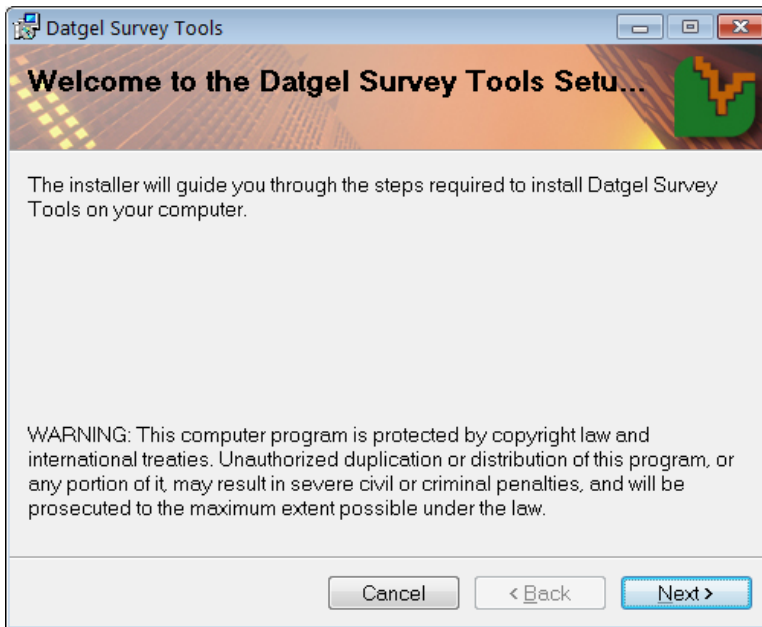 Datgel Survey Tools
Welcome to the Datgel Survey Tools Setu...
The installer will guide you through the steps required to install Datgel Survey
Tools on your computer.
WARNING: This computer program is protected by copyright law and
international treaties. Unauthorized duplication or distribution of this program, or
any portion of it, may result in severe civil or criminal penalties, and will be
prosecuted to the maximum extent possible under the law.
Cancel
< Back
Next >